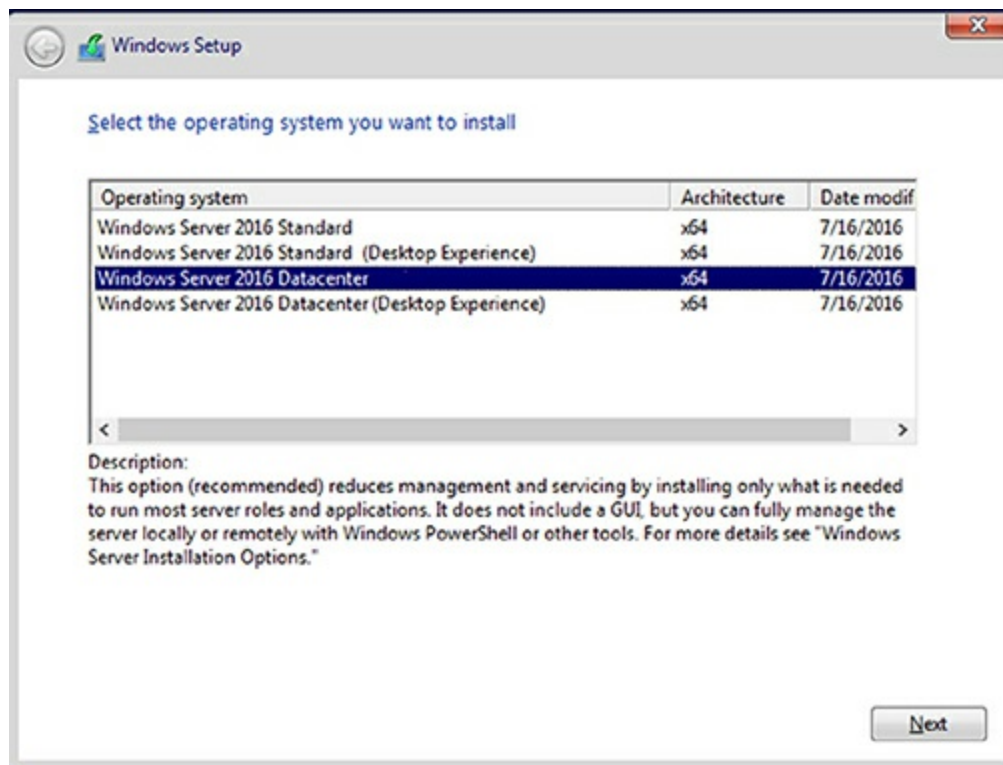 Windows Setup
Select the operating system you want to install
Operating system Architecture Date modif
Windows Server 2016 Standard x64 7/16/2016
Windows Server 2016 Standard (Desktop Experience) x64 7/16/2016
Windows Server 2016 Datacenter x64 7/16/2016
Windows Server 2016 Datacenter (Desktop Experience) x64 7/16/2016
Description:
This option (recommended) reduces management and servicing by installing only what is needed
to run most server roles and applications. It does not include a GUI, but you can fully manage the
server locally or remotely with Windows PowerShell or other tools. For more details see "Windows
Server Installation Options."
Next